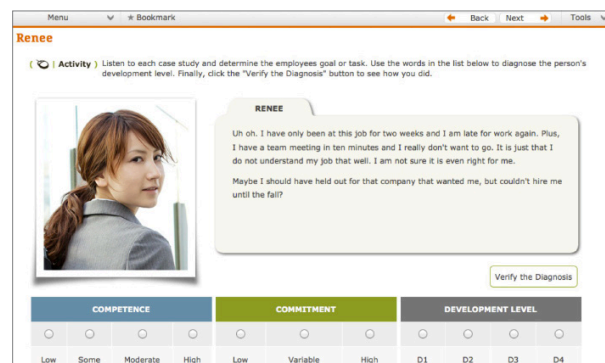 Menu ★ Bookmark Back Next Tools
Renee
( | Activity ) Listen to each case study and determine the employees goal or task. Use the words in the list below to diagnose the person's
development level. Finally, click the "Verify the Diagnosis" button to see how you did.
RENEE
Uh oh. I have only been at this job for two weeks and I am late for work again. Plus,
I have a team meeting in ten minutes and I really don't want to go. It is just that I
do not understand my job that well. I am not sure it is even right for me.
Maybe I should have held out for that company that wanted me, but couldn't hire me
until the fall?
Verify the Diagnosis
COMPETENCE COMMITMENT DEVELOPMENT LEVEL
Low Some Moderate High Low Variable High D1 D2 D3 D4